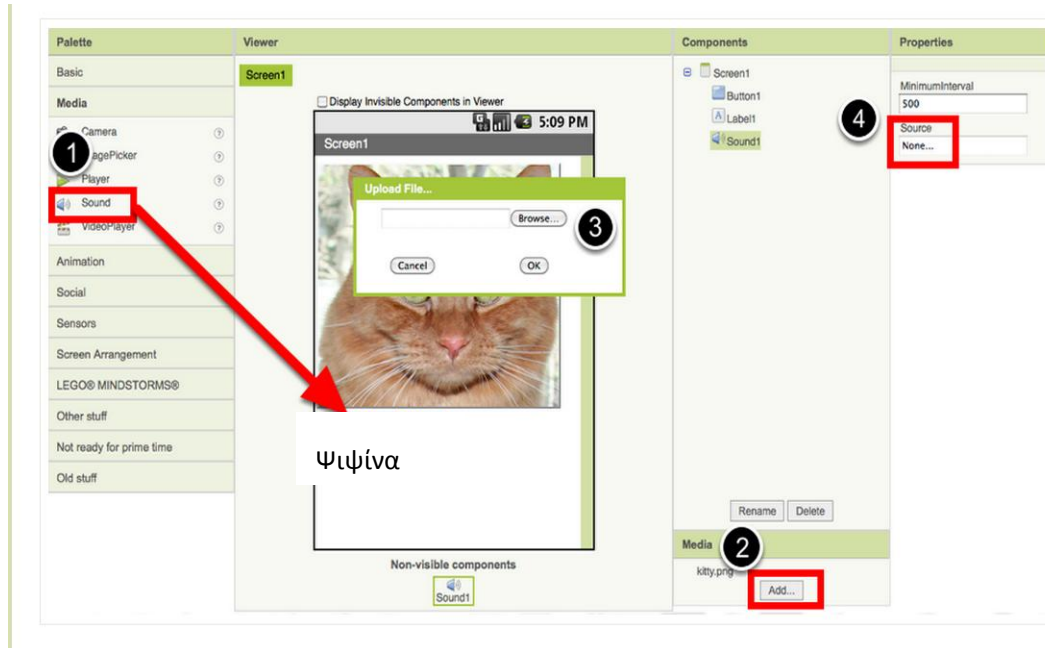 Palette
Basic
Media
Camera
agePicker
Player
Sound
VideoPlayer
Animation
Social
Sensors
Screen Arrangement
LEGO® MINDSTORMS®
Other stuff
Not ready for prime time
Old stuff
1
Viewer
Screen1
Display Invisible Components in Viewer
5:09 PM
Screen1
Upload File...
Browse...
3
Cancel OK
Ψιψίνα
Non-visible components
Sound1
Components
Screen1
Button1
A Label1
Sound1
Rename Delete
Media 2
kitty.png
Add...
Properties
MinimumInterval
500
4 Source
None...